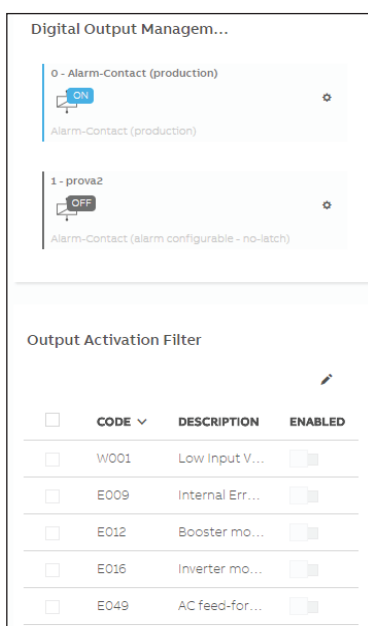 Digital Output Managem...
0 - Alarm-Contact (production)
ON
Alarm-Contact (production)
1 - prova2
OFF
Alarm-Contact (alarm configurable - no-latch)
Output Activation Filter
CODE DESCRIPTION ENABLED
W001 Low Input V...
E009 Internal Err...
E012 Booster mo...
E016 Inverter mo...
E049 AC feed-for...